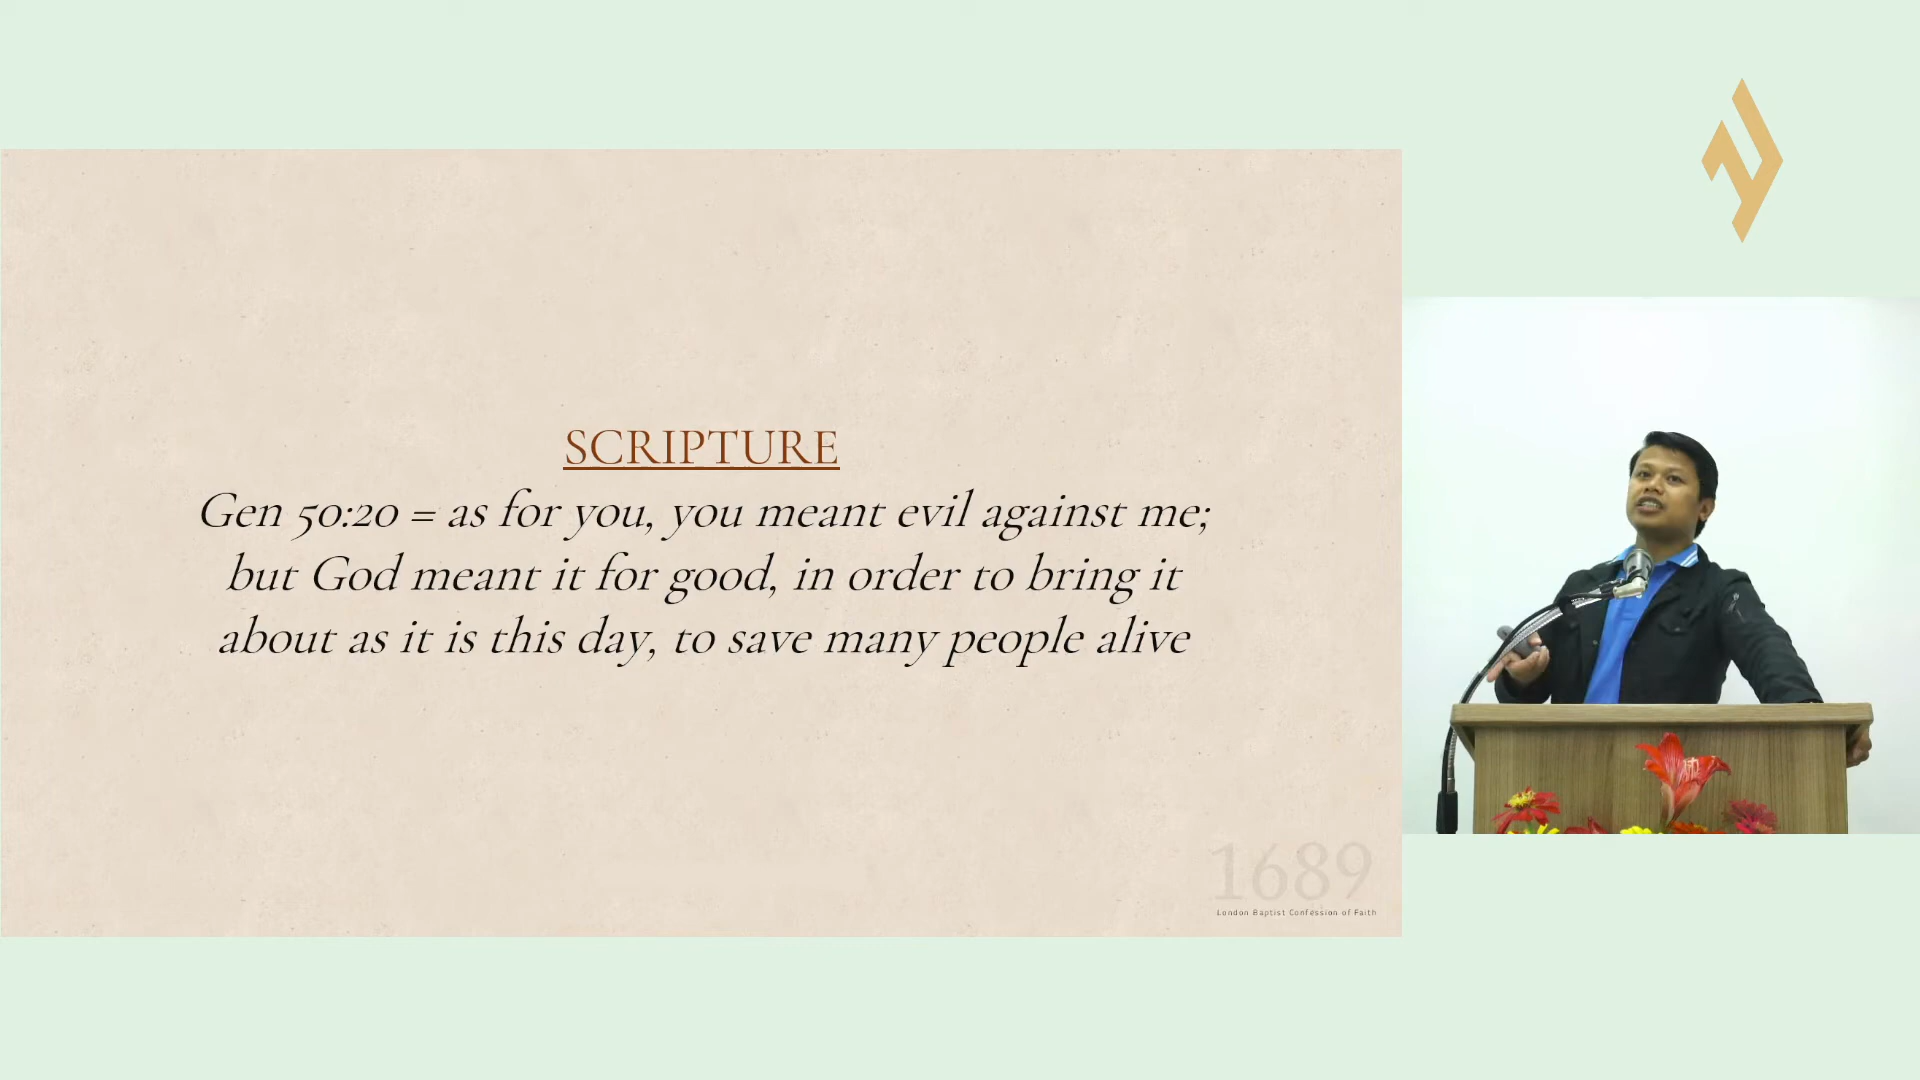 SCRIPTURE
Gen 50:20 = as for you, you meant evil against me;
but God meant it for good, in order to bring it
about as it is this day, to save many people alive
1689
London Baptist Confession of Faith